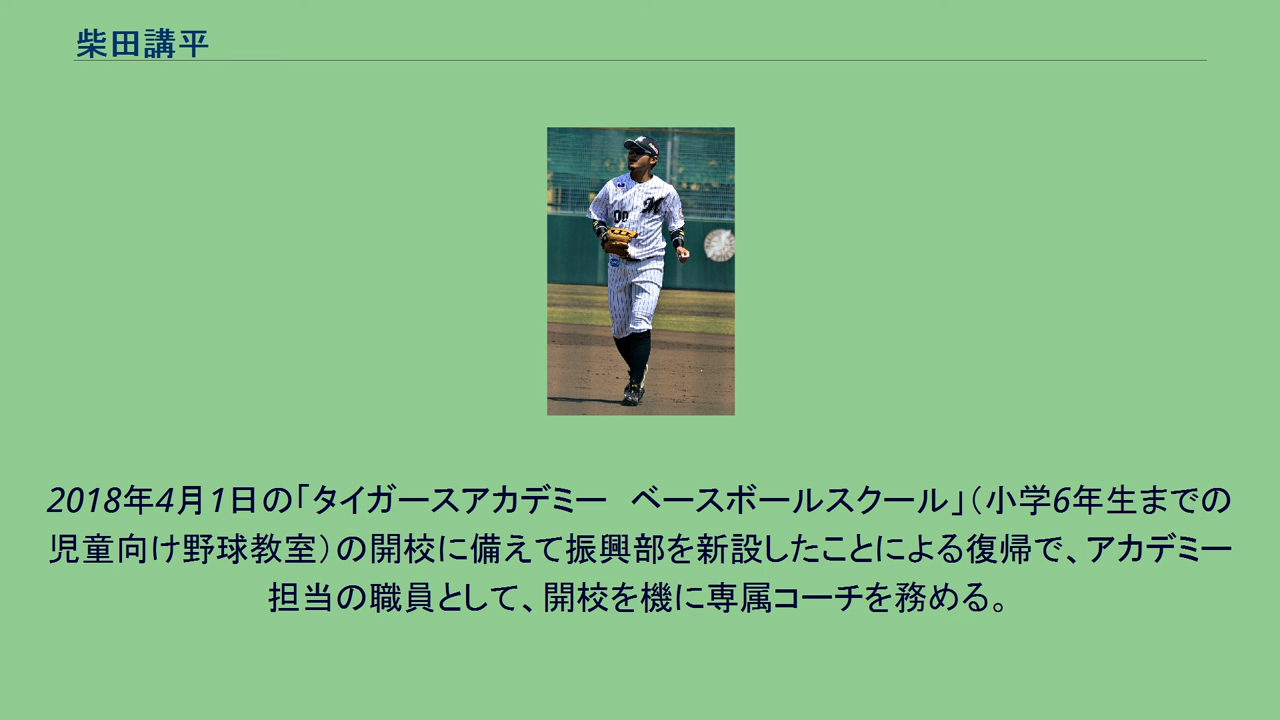 柴田講平
M
00
2018年4月1日の「タイガースアカデミー　ベースボールスクール」（小学6年生までの
児童向け野球教室）の開校に備えて振興部を新設したことによる復帰で、アカデミー
担当の職員として、開校を機に専属コーチを務める。